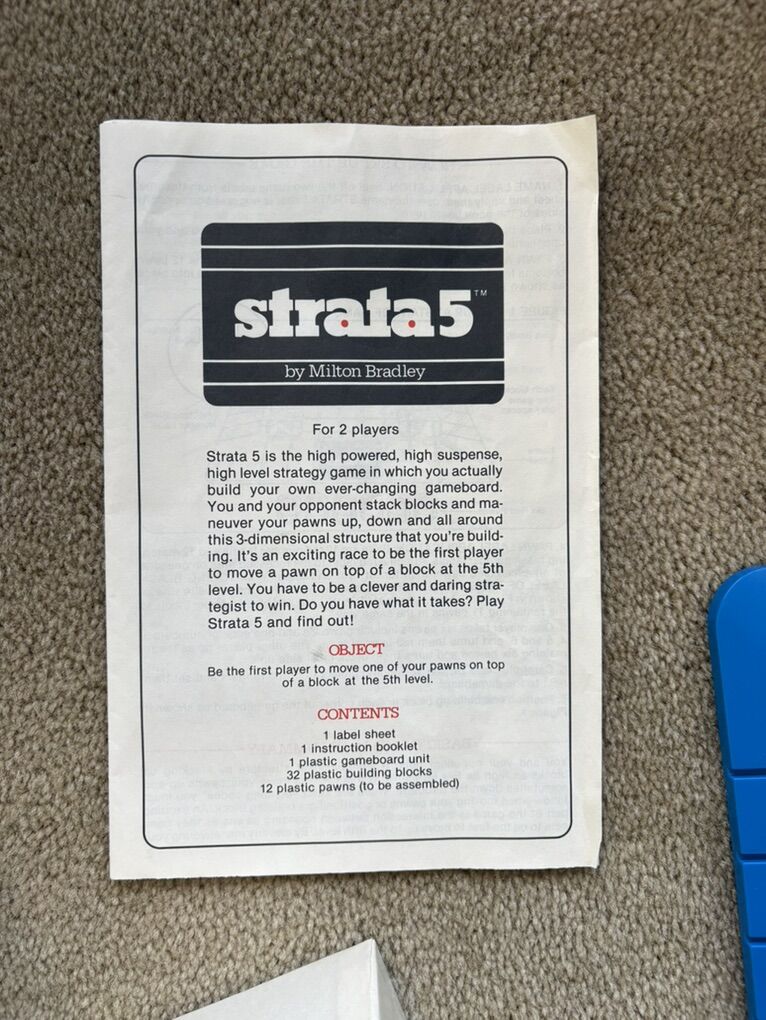 strata 5™
by Milton Bradley
For 2 players
Strata 5 is the high powered, high suspense,
high level strategy game in which you actually
build your own ever-changing gameboard.
You and your opponent stack blocks and ma-
neuver your pawns up, down and all around
this 3-dimensional structure that you're build-
ing. It's an exciting race to be the first player
to move a pawn on top of a block at the 5th
level. You have to be a clever and daring stra-
tegist to win. Do you have what it takes? Play
Strata 5 and find out!
OBJECT
Be the first player to move one of your pawns on top
of a block at the 5th level.
CONTENTS
1 label sheet
1 instruction booklet
1 plastic gameboard unit
32 plastic building blocks
12 plastic pawns (to be assembled)